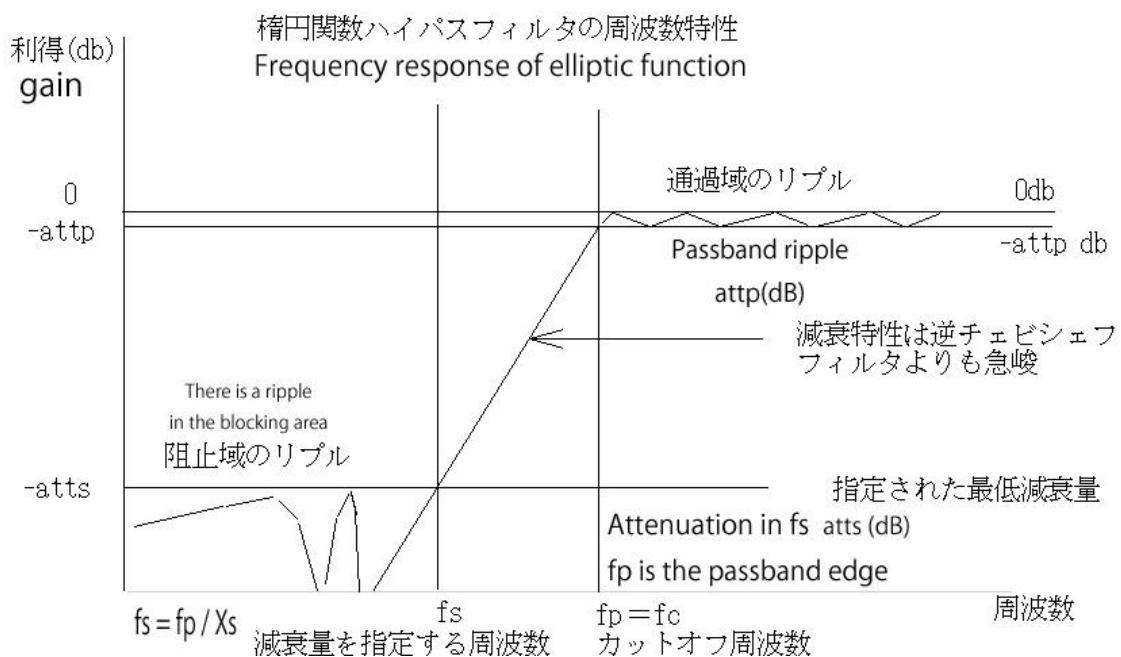 楕円関数ハイパスフィルタの周波数特性
利得(db)
gain
Frequency response of elliptic function
通過域のリプル
0
0db
-attp
-attp db
Passband ripple
attp(dB)
減衰特性は逆チェビシェフ
フィルタよりも急峻
There is a ripple
in the blocking area
阻止域のリプル
-atts
指定された最低減衰量
Attenuation in fs atts (dB)
fp is the passband edge
fs = fp / Xs
fs
fp=fc
周波数
減衰量を指定する周波数
カットオフ周波数